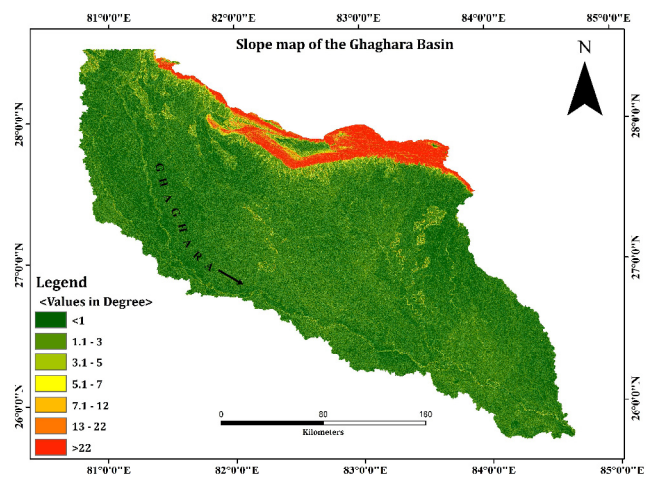 81°0'0"E 82°0'0"E 83°0'0"E 84°0'0"E 85°0'0"E
Slope map of the Ghaghara Basin
N
28°0'0"N 28°0'0"N
GHAGHARA
27°0'0"N 27°0'0"N
Legend
<Values in Degree>
<1
1.1 - 3
3.1 - 5
5.1 - 7
7.1 - 12
13 - 22
>22
26°0'0"N 26°0'0"N
0 80 160
Kilometers
81°0'0"E 82°0'0"E 83°0'0"E 84°0'0"E 85°0'0"E